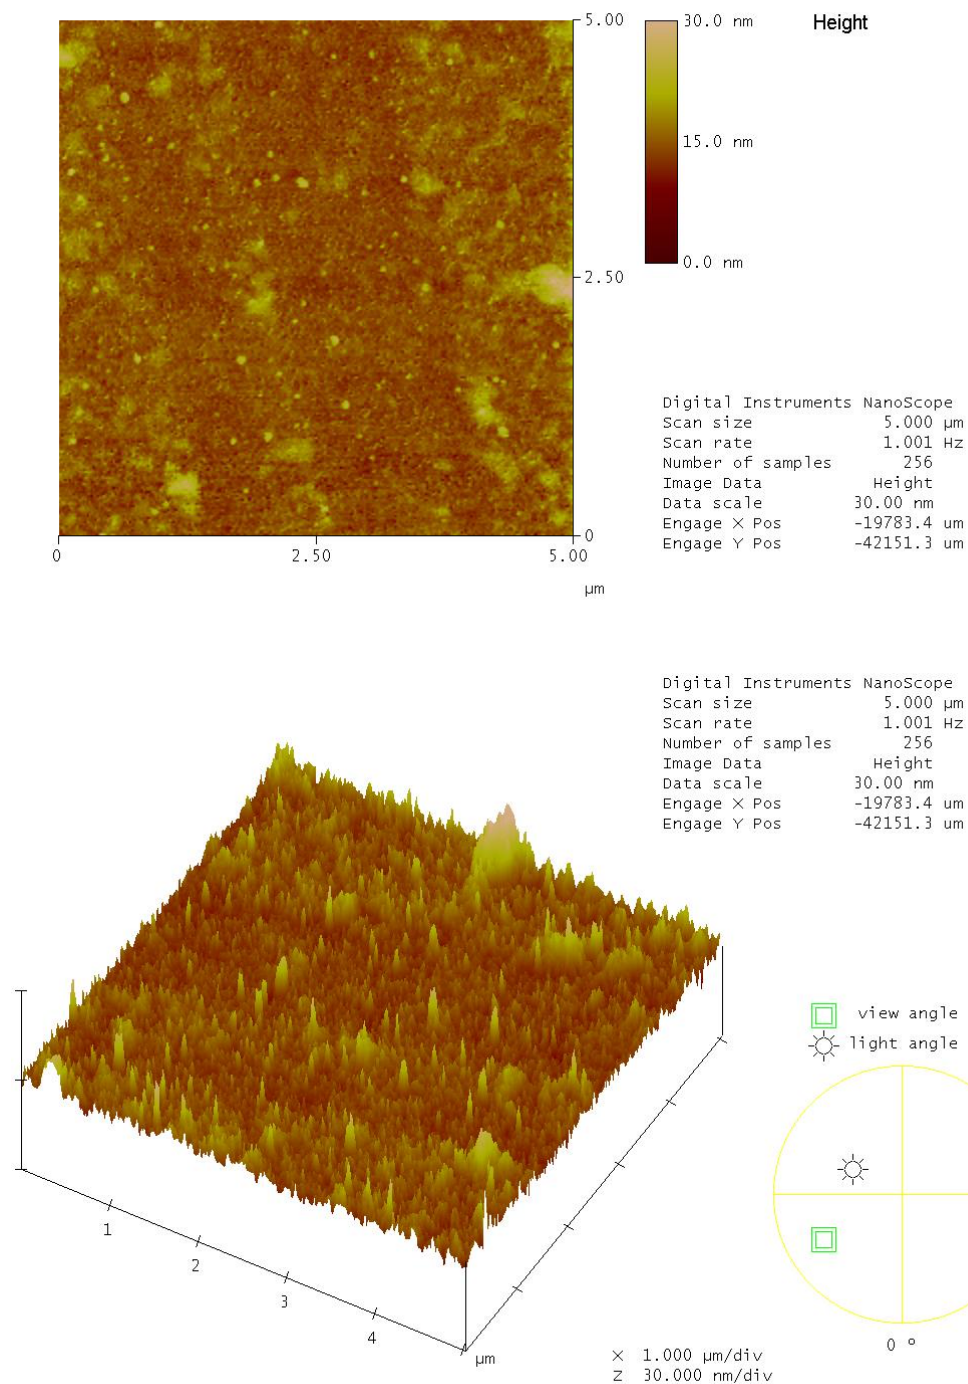 5.00
30.0 nm
Height
15.0 nm
0.0 nm
2.50
0
0
2.50
5.00
µm
Digital Instruments NanoScope
Scan size 5.000 µm
Scan rate 1.001 Hz
Number of samples 256
Image Data Height
Data scale 30.00 nm
Engage X Pos -19783.4 um
Engage Y Pos -42151.3 um
Digital Instruments NanoScope
Scan size 5.000 µm
Scan rate 1.001 Hz
Number of samples 256
Image Data Height
Data scale 30.00 nm
Engage X Pos -19783.4 um
Engage Y Pos -42151.3 um
view angle
light angle
1
2
3
4
µm
0 °
X 1.000 µm/div
Z 30.000 nm/div